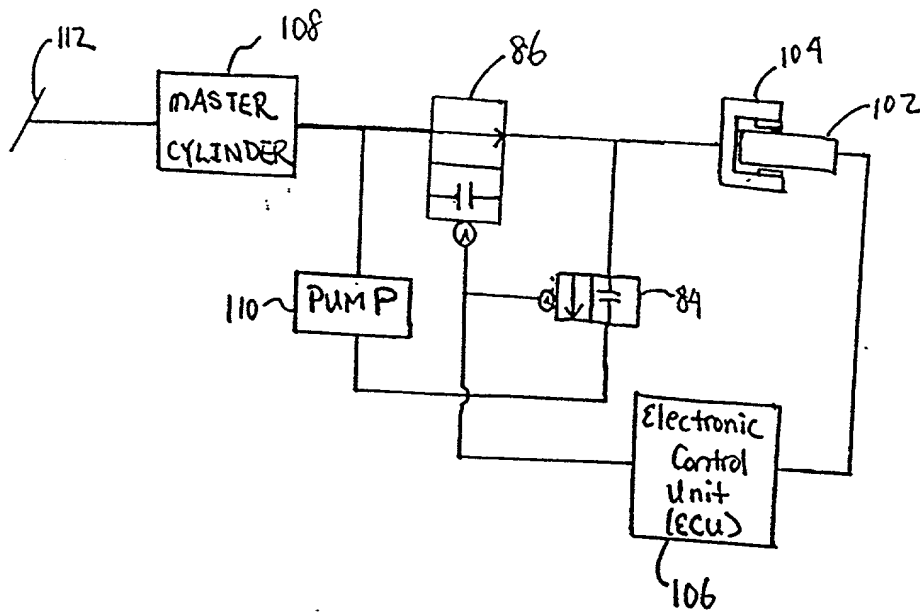 112
108
86
104
102
MASTER
CYLINDER
110
PUMP
84
Electronic
Control
Unit
(ECU)
106